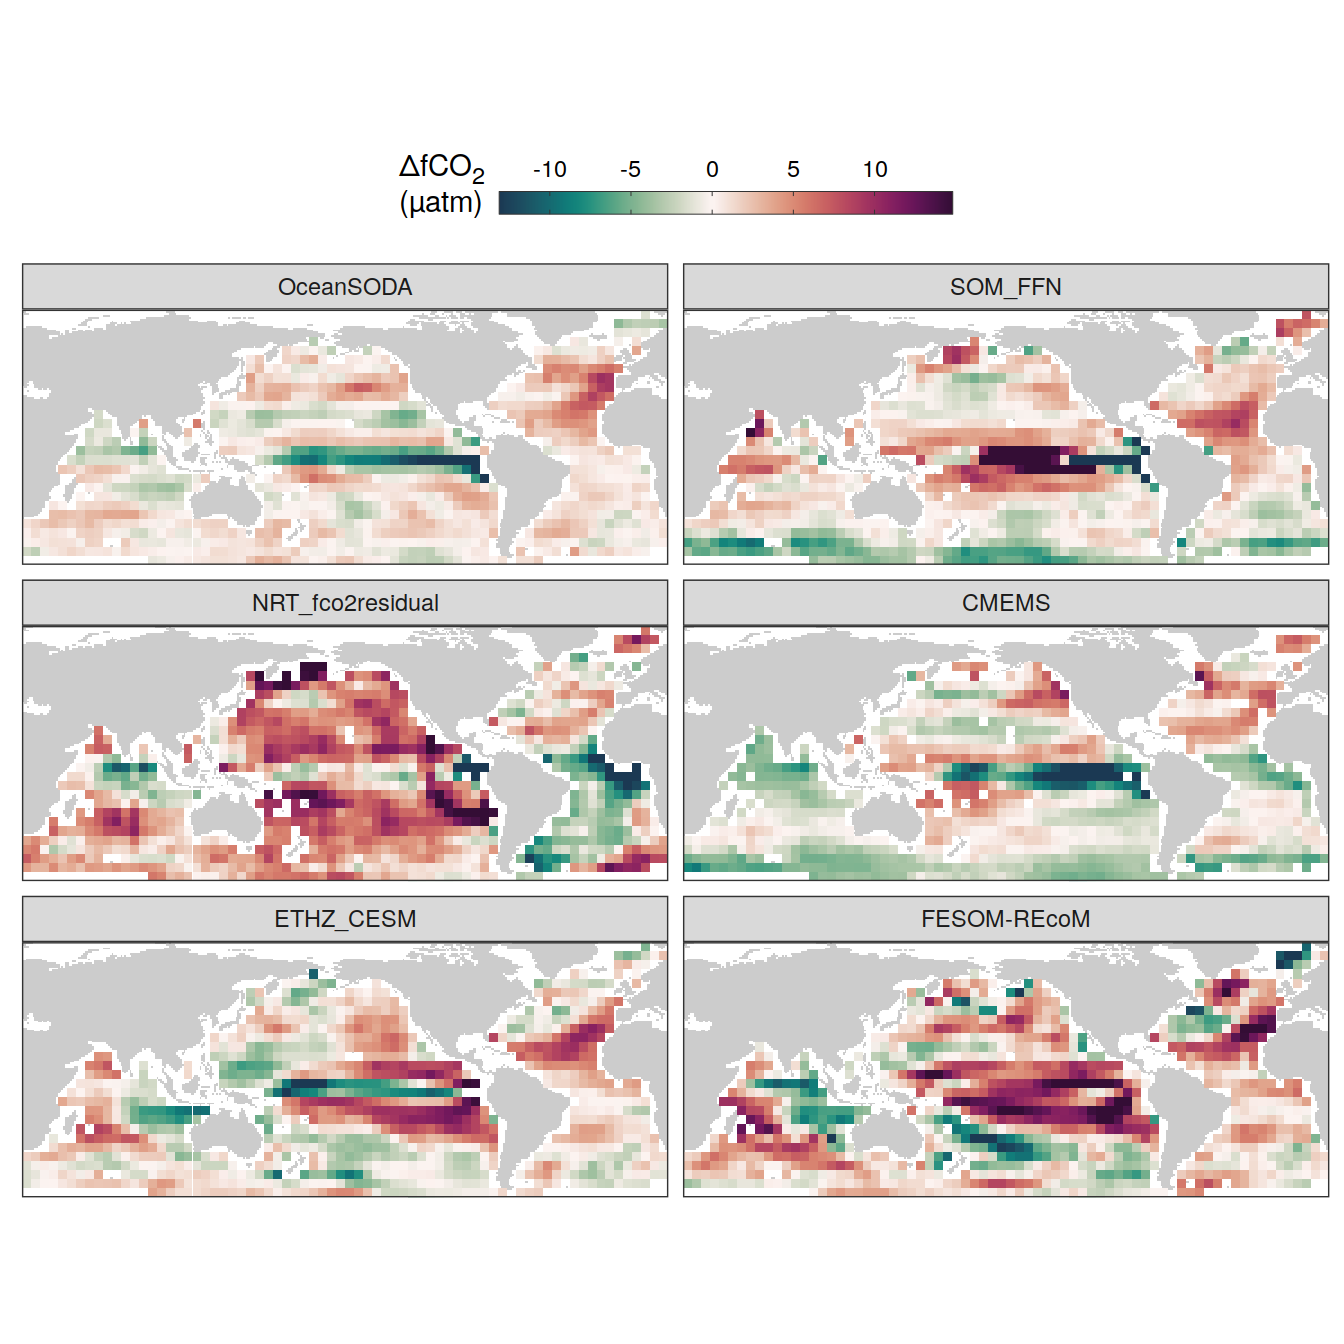 ΔfCO₂
(µatm)
-10 -5 0 5 10
OceanSODA
SOM_FFN
NRT_fco2residual
CMEMS
ETHZ_CESM
FESOM-REcoM